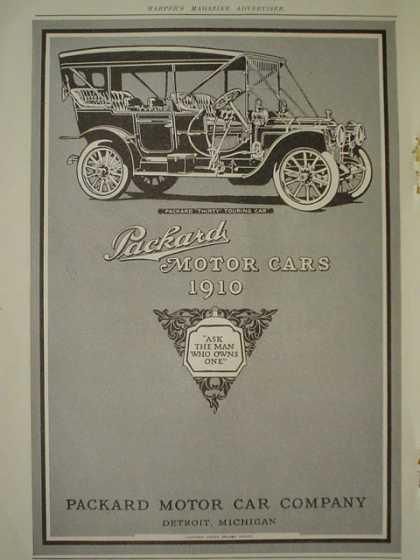 HARPER'S MAGAZINE ADVERTISER.
PACKARD "THIRTY" TOURING CAR
Packard
MOTOR CARS
1910
"ASK
THE MAN
WHO OWNS
ONE"
PACKARD MOTOR CAR COMPANY
DETROIT, MICHIGAN